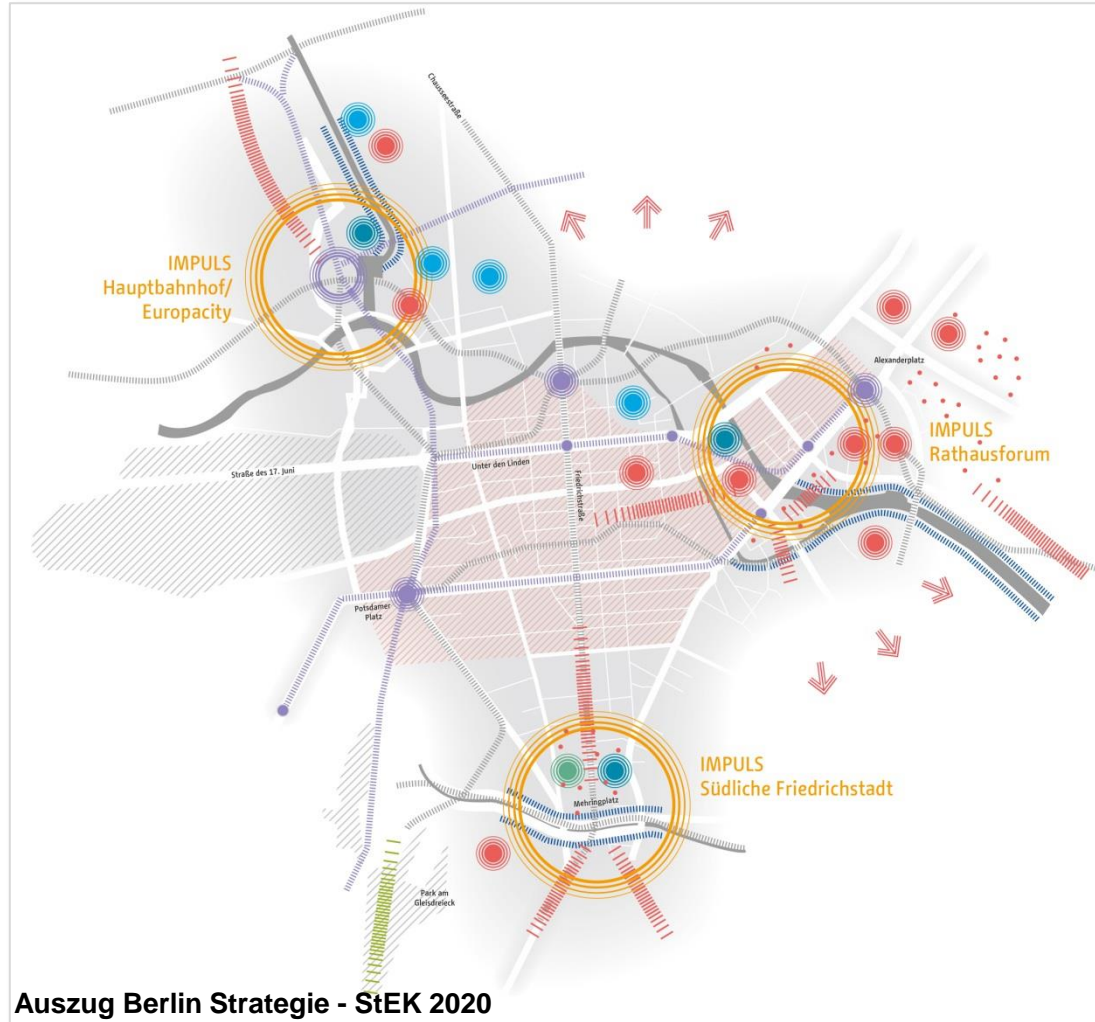 Chausseestraße
IMPULS
Hauptbahnhof/
Europacity
Alexanderplatz
IMPULS
Rathausforum
Straße des 17. Juni
Unter den Linden
Friedrichstraße
Potsdamer
Platz
IMPULS
Südliche Friedrichstadt
Mehringplatz
Park am
Gleisdreieck
Auszug Berlin Strategie - StEK 2020